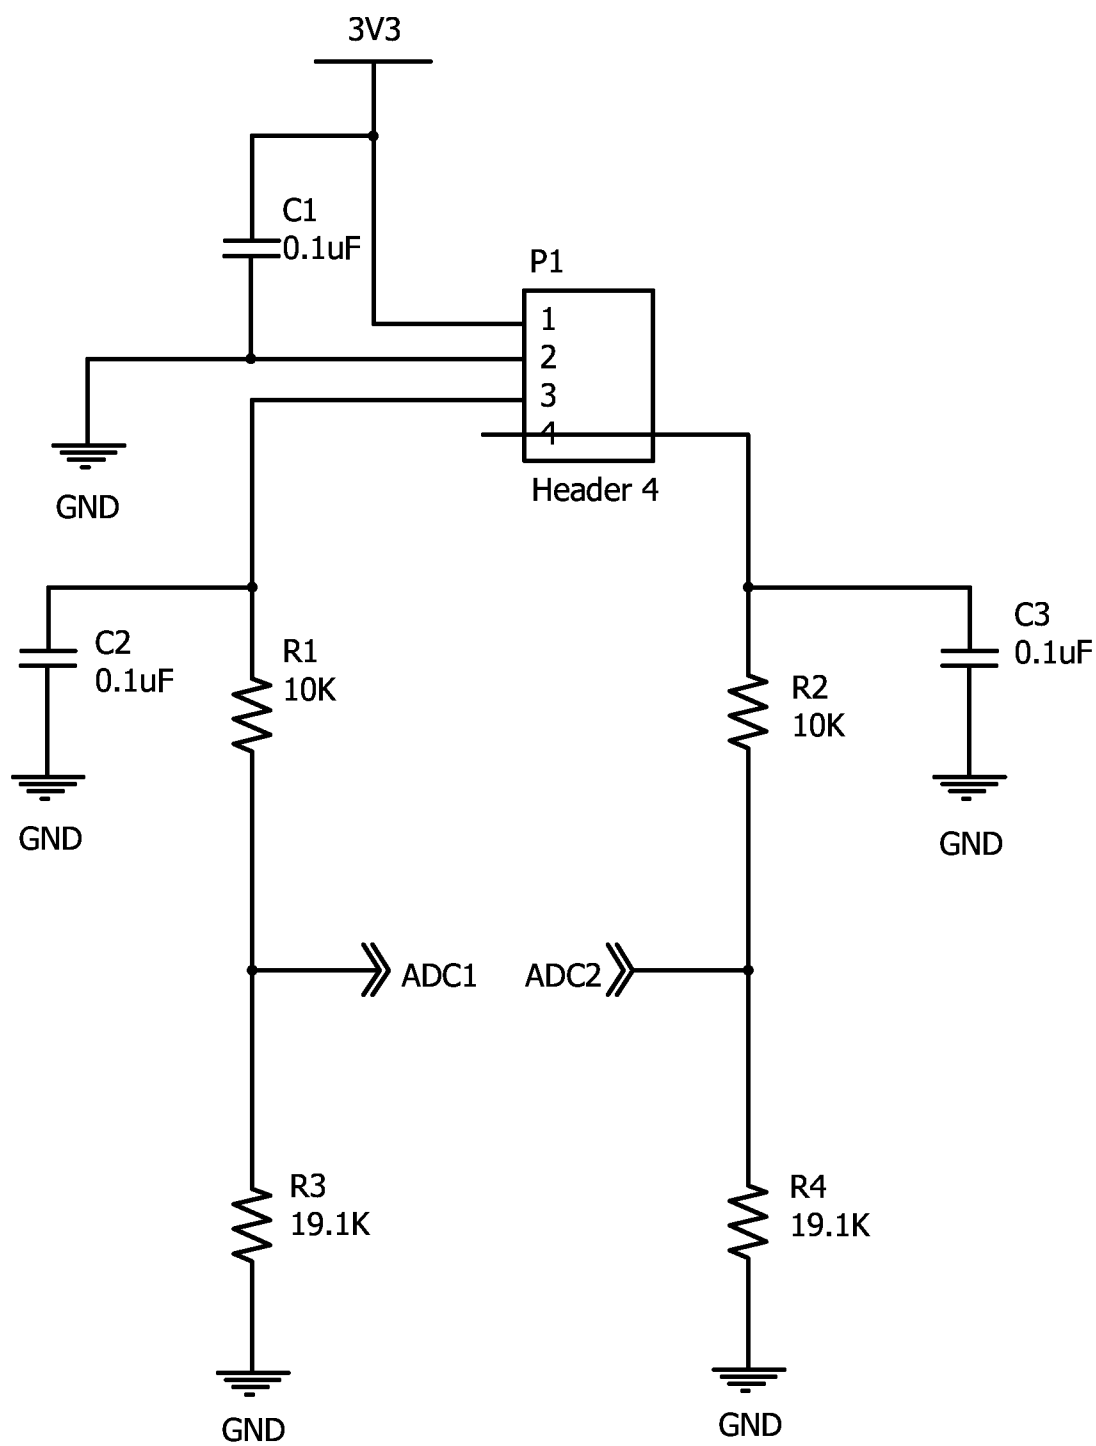 3V3
C1
0.1uF
P1
1
2
3
4
Header 4
GND
C2
0.1uF
R1
10K
R2
10K
C3
0.1uF
GND
GND
ADC1
ADC2
R3
19.1K
R4
19.1K
GND
GND